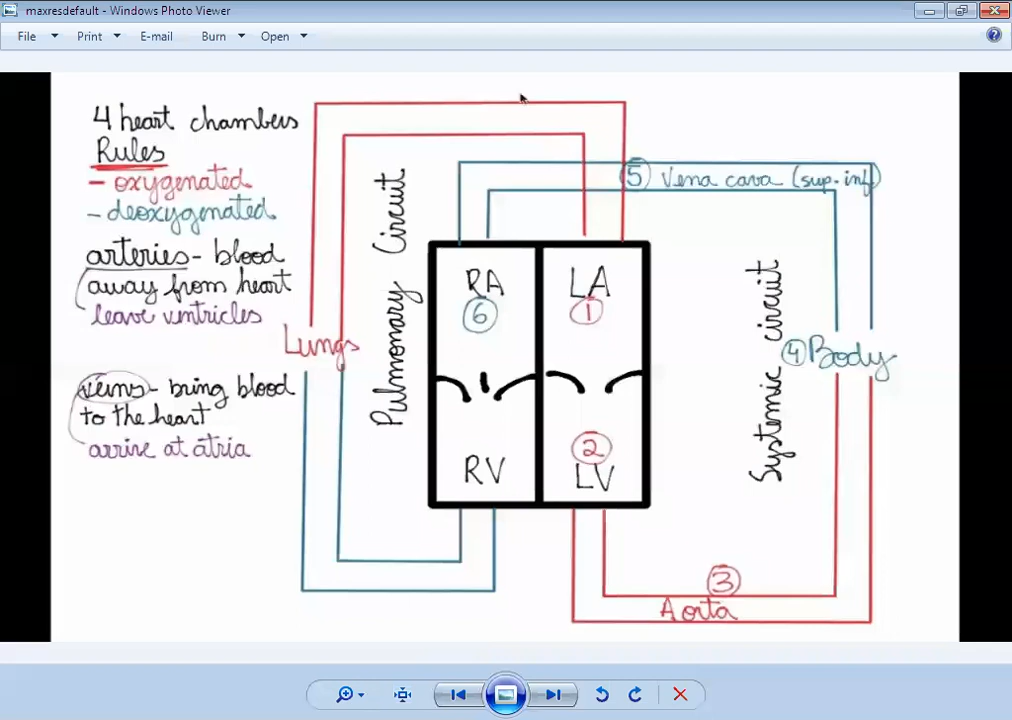 maxresdefault - Windows Photo Viewer
File Print E-mail Burn Open
4 heart chambers
Rules
- oxygenated
- deoxygenated
arteries - blood
away from heart
leave ventricles
veins - bring blood
to the heart
arrive at atria
Lungs
Pulmonary Circuit
RA
6
LA
1
RV
2
LV
5 Vena cava (sup. inf)
Systemic circuit
4 Body
3
Aorta